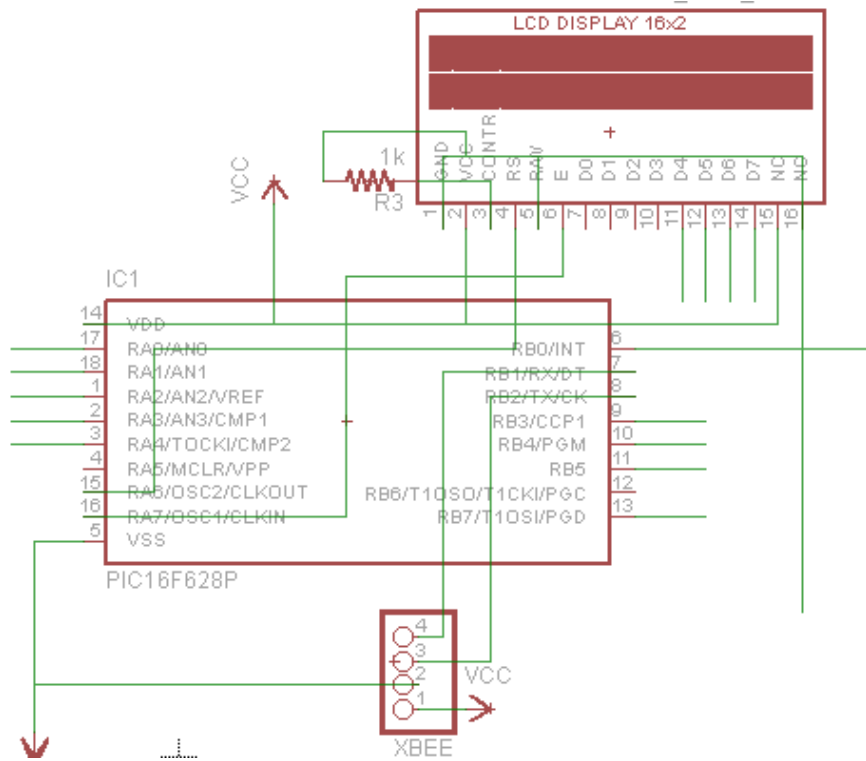 LCD DISPLAY 16x2
GND
VCC
CONTR
RS
R/W
E
D0
D1
D2
D3
D4
D5
D6
D7
NC
NC
1
2
3
4
5
6
7
8
9
10
11
12
13
14
15
16
1k
R3
VCC
IC1
14 VDD
17 RA0/AN0
18 RA1/AN1
1 RA2/AN2/VREF
2 RA3/AN3/CMP1
3 RA4/TOCKI/CMP2
4 RA5/MCLR/VPP
15 RA6/OSC2/CLKOUT
16 RA7/OSC1/CLKIN
5 VSS
RB0/INT 6
RB1/RX/DT 7
RB2/TX/CK 8
RB3/CCP1 9
RB4/PGM 10
RB5 11
RB6/T1OSO/T1CKI/PGC 12
RB7/T1OSI/PGD 13
PIC16F628P
4
3
2
1
VCC
XBEE